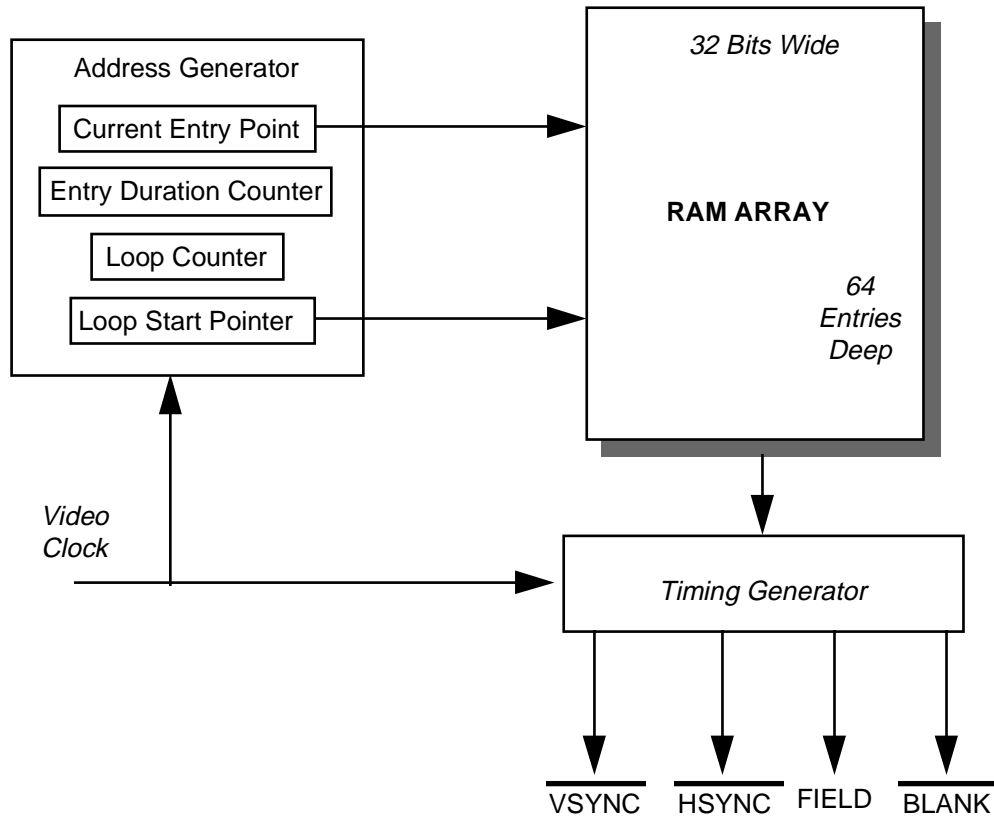 Address Generator
Current Entry Point
Entry Duration Counter
Loop Counter
Loop Start Pointer
32 Bits Wide
RAM ARRAY
64
Entries
Deep
Video
Clock
Timing Generator
VSYNC HSYNC FIELD BLANK